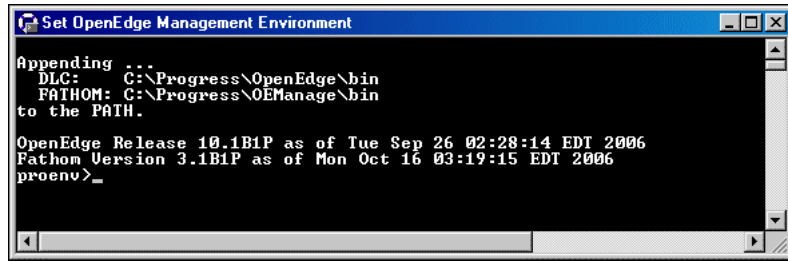 Set OpenEdge Management Environment
Appending ...
DLC: C:\Progress\OpenEdge\bin
FATHOM: C:\Progress\OEManage\bin
to the PATH.
OpenEdge Release 10.1B1P as of Tue Sep 26 02:28:14 EDT 2006
Fathom Version 3.1B1P as of Mon Oct 16 03:19:15 EDT 2006
proenv>_